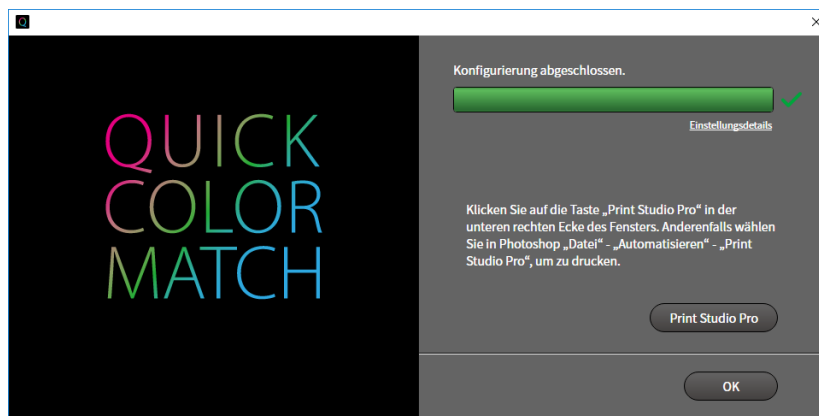 Q
QUICK
COLOR
MATCH
Konfigurierung abgeschlossen.
Einstellungsdetails
Klicken Sie auf die Taste „Print Studio Pro“ in der
unteren rechten Ecke des Fensters. Anderenfalls wählen
Sie in Photoshop „Datei“ - „Automatisieren“ - „Print
Studio Pro“, um zu drucken.
Print Studio Pro
OK